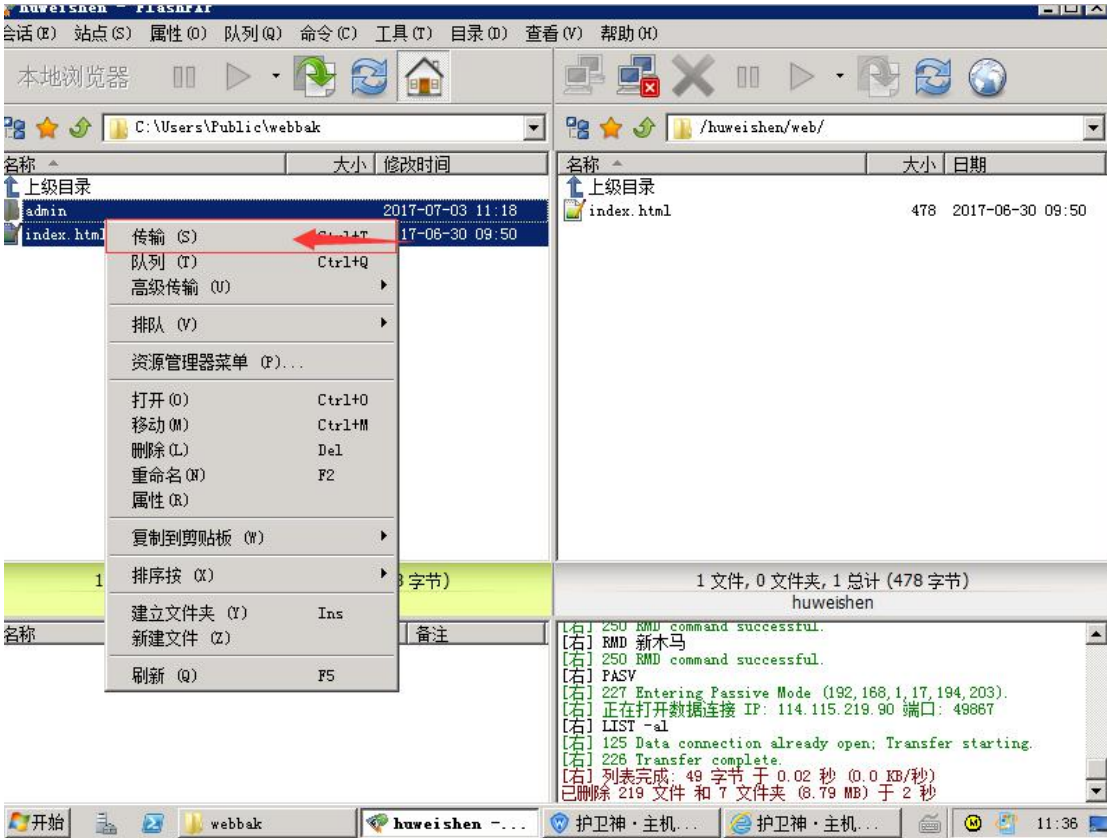 huweishen - FlashFXP
会话(E) 站点(S) 属性(O) 队列(Q) 命令(C) 工具(T) 目录(D) 查看(V) 帮助(H)
本地浏览器
C:\Users\Public\webbak
/huweishen/web/
名称 大小 修改时间
名称 大小 日期
上级目录
上级目录
admin 2017-07-03 11:18
index.html 478 2017-06-30 09:50
index.html 17-06-30 09:50
传输 (S)
队列 (T) Ctrl+Q
高级传输 (U)
排队 (V)
资源管理器菜单 (P)...
打开(O) Ctrl+O
移动(M) Ctrl+M
删除(L) Del
重命名(N) F2
属性(R)
复制到剪贴板 (W)
排序按 (X)
建立文件夹 (Y) Ins
新建文件 (Z)
刷新 (Q) F5
1
字节)
1 文件, 0 文件夹, 1 总计 (478 字节)
huweishen
名称 备注
[右] 250 RMD command successful.
[右] RMD 新木马
[右] 250 RMD command successful.
[右] PASV
[右] 227 Entering Passive Mode (192,168,1,17,194,203).
[右] 正在打开数据连接 IP: 114.115.219.90 端口: 49867
[右] LIST -al
[右] 125 Data connection already open; Transfer starting.
[右] 226 Transfer complete.
[右] 列表完成: 49 字节 于 0.02 秒 (0.0 KB/秒)
已删除 219 文件 和 7 文件夹 (8.79 MB) 于 2 秒
开始 webbak huweishen -... 护卫神·主机... 护卫神·主机... 11:36